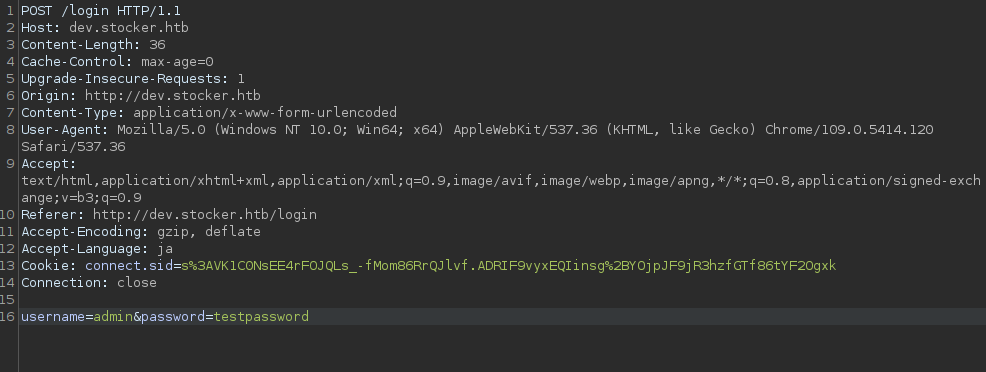 1 POST /login HTTP/1.1
2 Host: dev.stocker.htb
3 Content-Length: 36
4 Cache-Control: max-age=0
5 Upgrade-Insecure-Requests: 1
6 Origin: http://dev.stocker.htb
7 Content-Type: application/x-www-form-urlencoded
8 User-Agent: Mozilla/5.0 (Windows NT 10.0; Win64; x64) AppleWebKit/537.36 (KHTML, like Gecko) Chrome/109.0.5414.120
Safari/537.36
9 Accept:
text/html,application/xhtml+xml,application/xml;q=0.9,image/avif,image/webp,image/apng,*/*;q=0.8,application/signed-exch
ange;v=b3;q=0.9
10 Referer: http://dev.stocker.htb/login
11 Accept-Encoding: gzip, deflate
12 Accept-Language: ja
13 Cookie: connect.sid=s%3AVK1C0NsEE4rFOJQLs_-fMom86RrQJlvf.ADRIF9vyxEQIinsg%2BYOjpJF9jR3hzfGTf86tYF2Ogxk
14 Connection: close
15
16 username=admin&password=testpassword